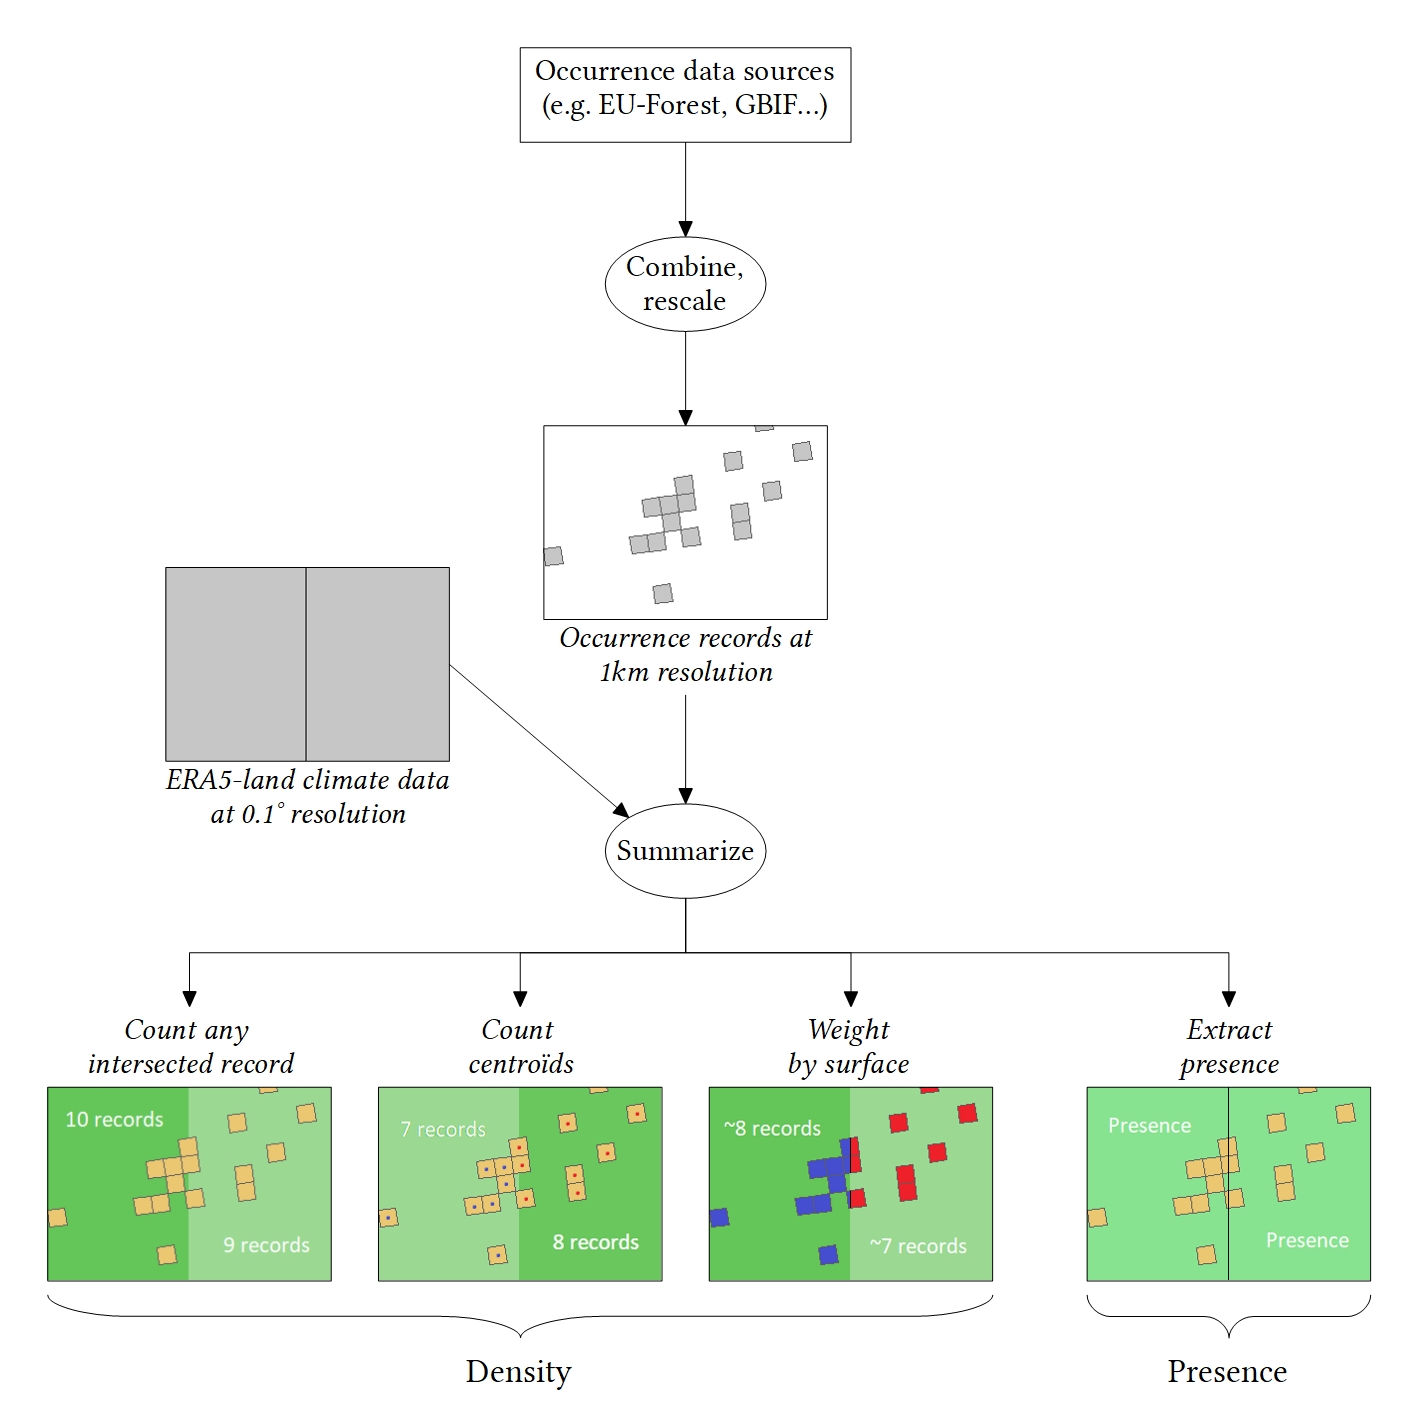 Occurrence data sources
(e.g. EU-Forest, GBIF...)
Combine,
rescale
Occurrence records at
1km resolution
ERA5-land climate data
at 0.1° resolution
Summarize
Count any
intersected record
Count
centroïds
Weight
by surface
Extract
presence
10 records
9 records
7 records
8 records
~8 records
~7 records
Presence
Presence
Density
Presence